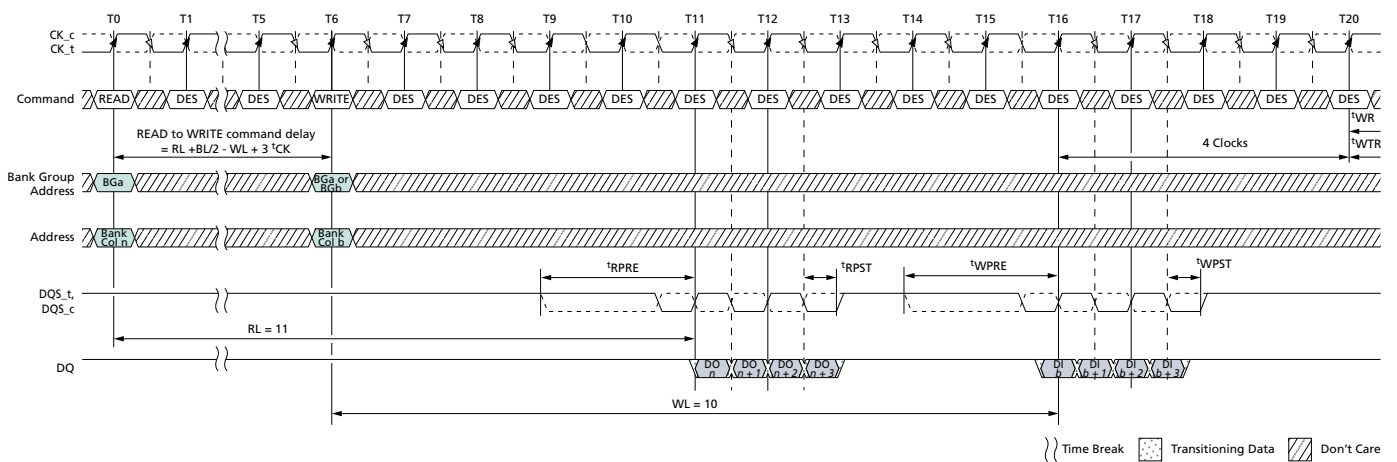 T0 T1 T5 T6 T7 T8 T9 T10 T11 T12 T13 T14 T15 T16 T17 T18 T19 T20
CK_c
CK_t
Command READ DES DES WRITE DES DES DES DES DES DES DES DES DES DES DES DES DES DES
READ to WRITE command delay
= RL +BL/2 - WL + 3 tCK
tWR
4 Clocks tWTR
Bank Group
Address
BGa
BGa or
BGb
Address
Bank
Col n
Bank
Col b
tRPRE tRPST tWPRE tWPST
DQS_t,
DQS_c
RL = 11
DQ
DO
n
DO
n + 1
DO
n + 2
DO
n + 3
DI
b
DI
b + 1
DI
b + 2
DI
b + 3
WL = 10
Time Break Transitioning Data Don't Care